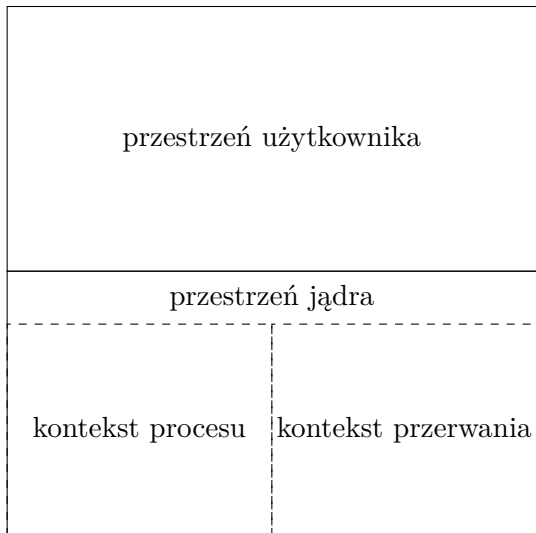 przestrzeń użytkownika
przestrzeń jądra
kontekst procesu
kontekst przerwania